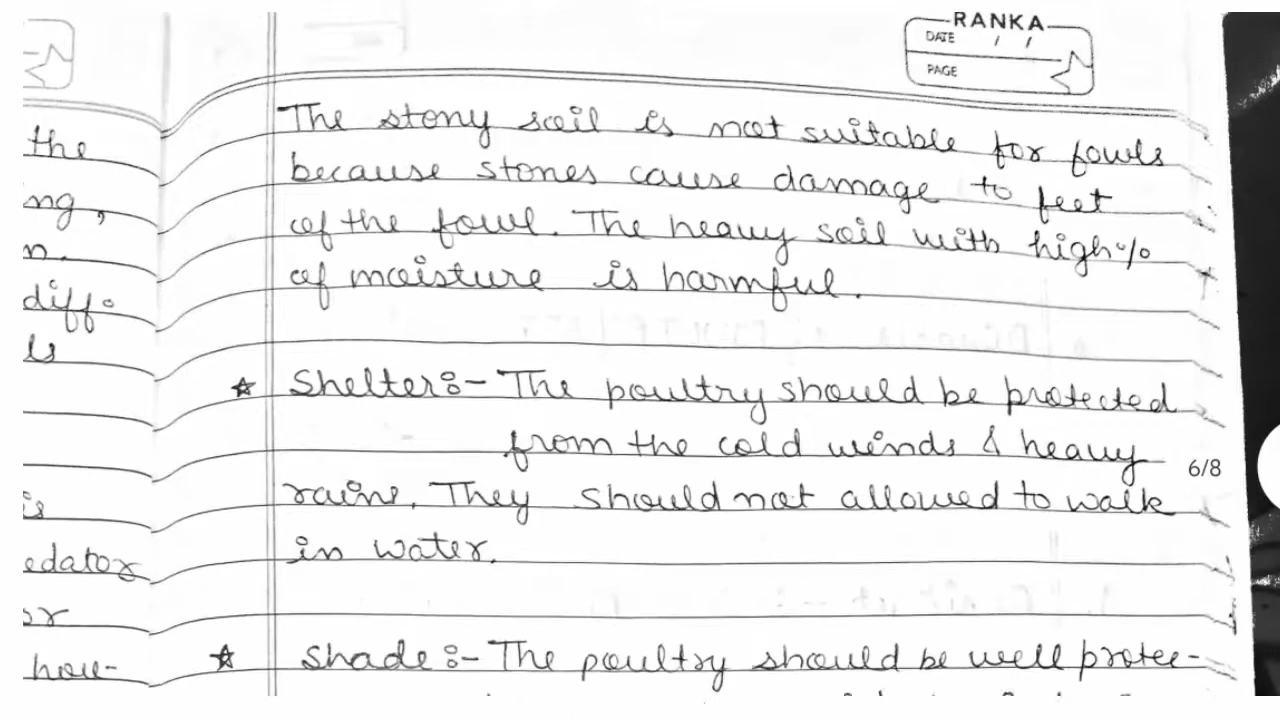 RANKA
DATE / /
PAGE
the
ng,
n.
diff.
ls
is
edator
or
hou-
The stony soil is not suitable for fowls
because stones cause damage to feet
of the fowl. The heavy soil with high %
of moisture is harmful.
☆ Shelter:- The poultry should be protected
from the cold winds & heavy
rains. They should not allowed to walk
in water.
☆ Shade:- The poultry should be well protec-
6/8